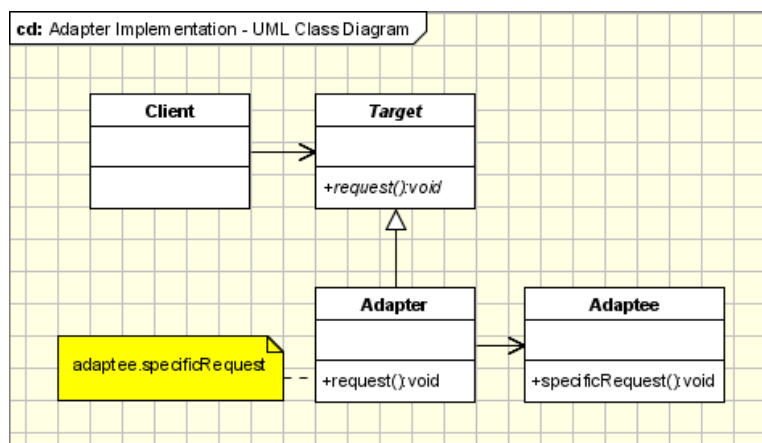 cd: Adapter Implementation - UML Class Diagram
Client
Target
+request():void
Adapter
Adaptee
adaptee.specificRequest
+request():void
+specificRequest():void